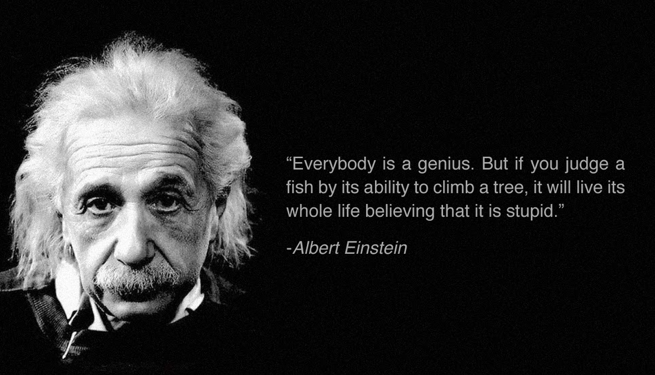 “Everybody is a genius. But if you judge a
fish by its ability to climb a tree, it will live its
whole life believing that it is stupid.”
-Albert Einstein